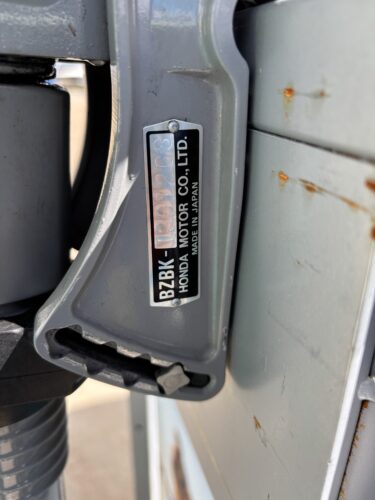 BZBK-
HONDA MOTOR CO.,LTD.
MADE IN JAPAN